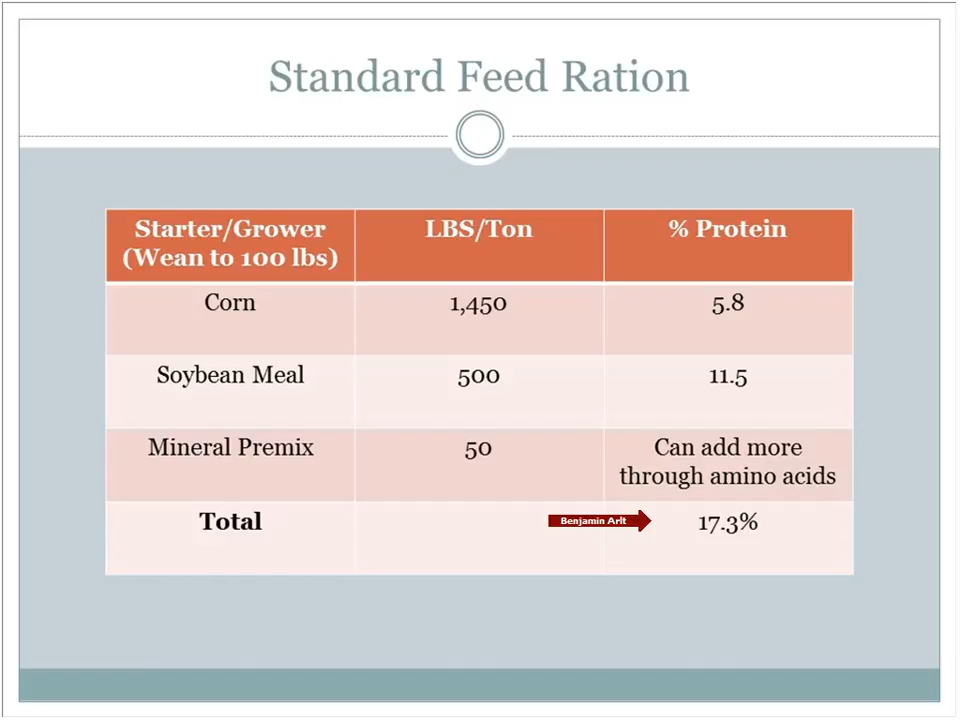 Standard Feed Ration
Starter/Grower LBS/Ton % Protein
(Wean to 100 lbs)
Corn 1,450 5.8
Soybean Meal 500 11.5
Mineral Premix 50 Can add more
through amino acids
Total Benjamin Arlt 17.3%